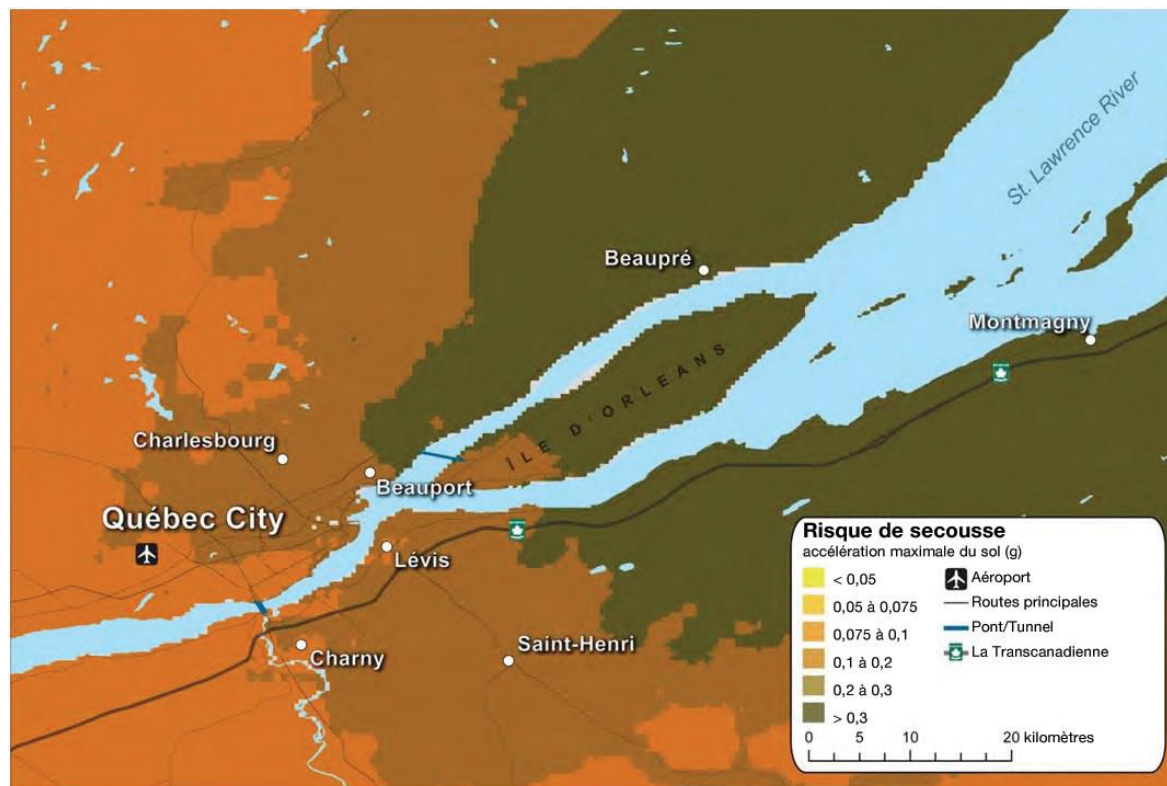 St. Lawrence River
Beaupré
Montmagny
ÎLE D'ORLEANS
Charlesbourg
Beauport
Québec City
Lévis
Charny
Saint-Henri
Risque de secousse
accélération maximale du sol (g)
< 0,05
0,05 à 0,075
0,075 à 0,1
0,1 à 0,2
0,2 à 0,3
> 0,3
Aéroport
Routes principales
Pont/Tunnel
La Transcanadienne
0 5 10 20 kilomètres